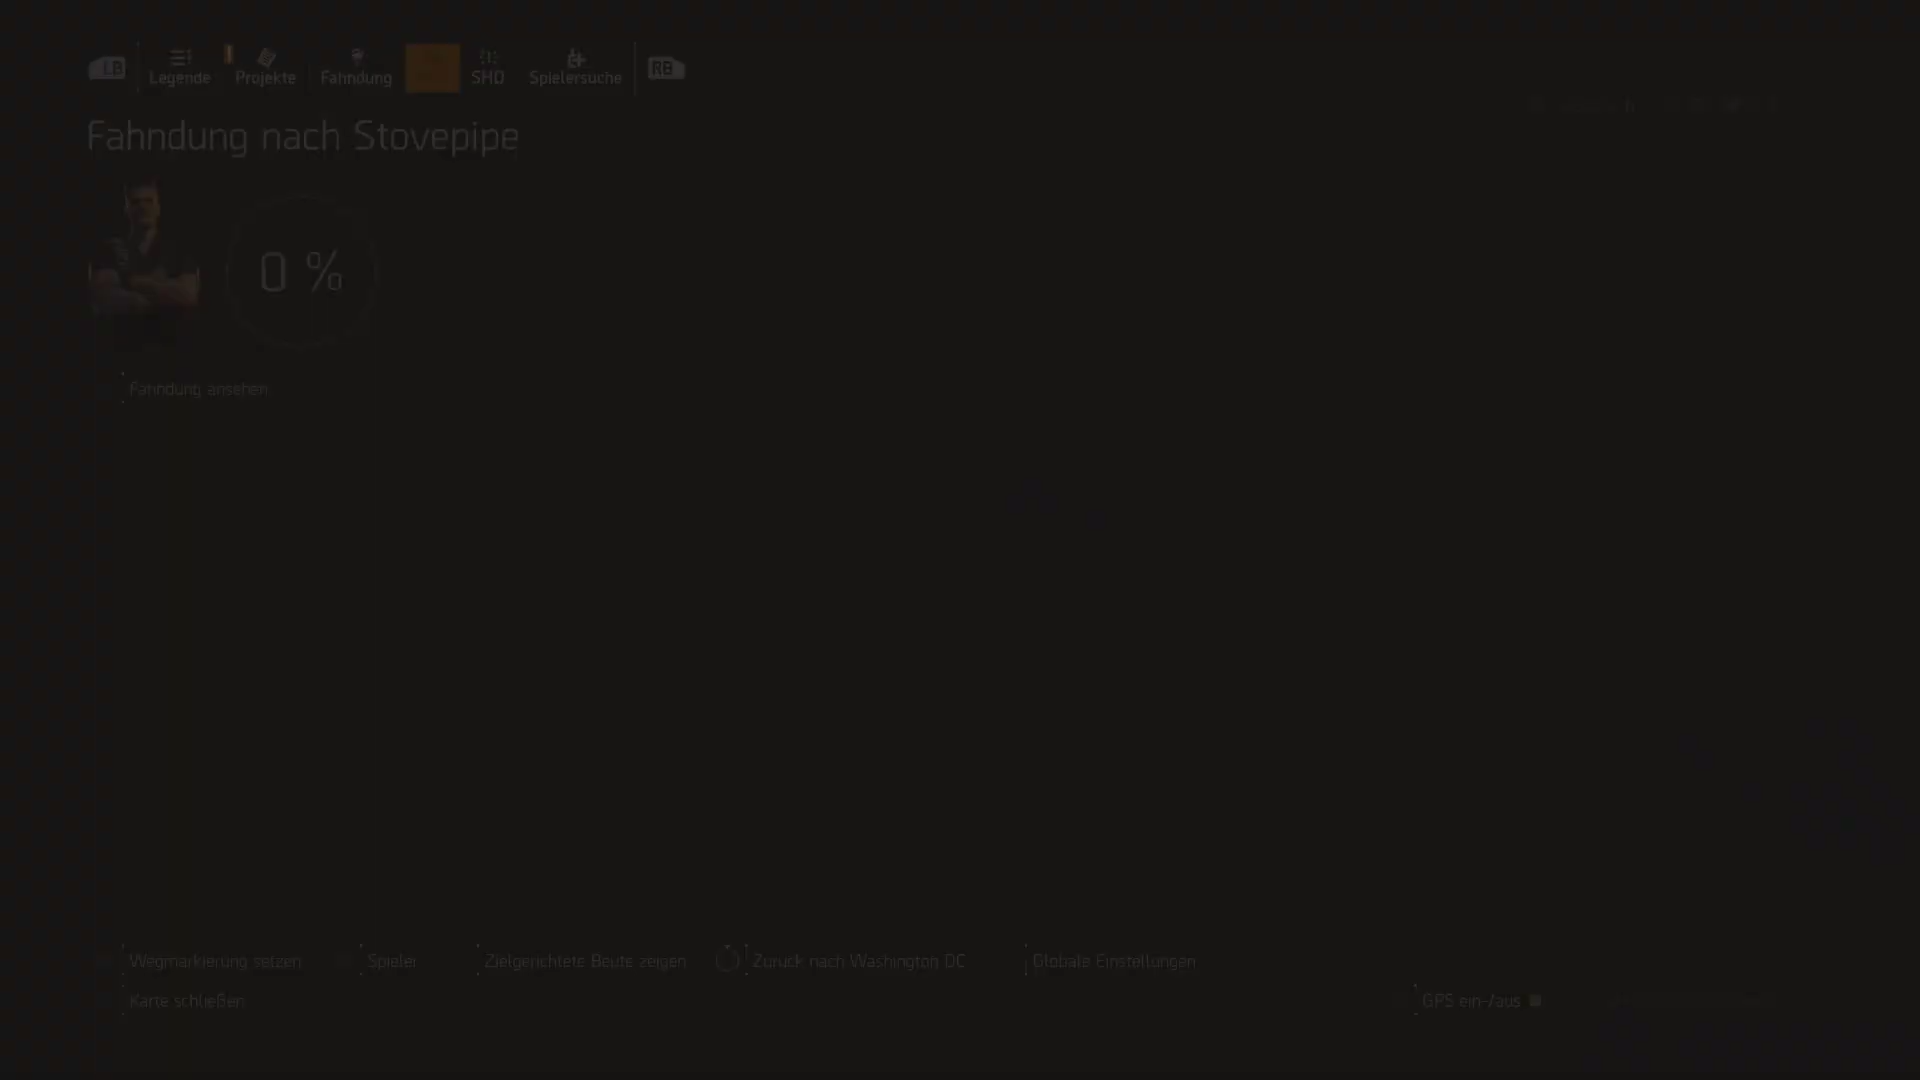 LB Legende Projekte Fahndung SHD Spielersuche RB
Fahndung nach Stovepipe
0 %
Fahndung ansehen
Wegmarkierung setzen Spieler Zielgerichtete Beute zeigen Zurück nach Washington DC Globale Einstellungen
Karte schließen GPS ein-/aus